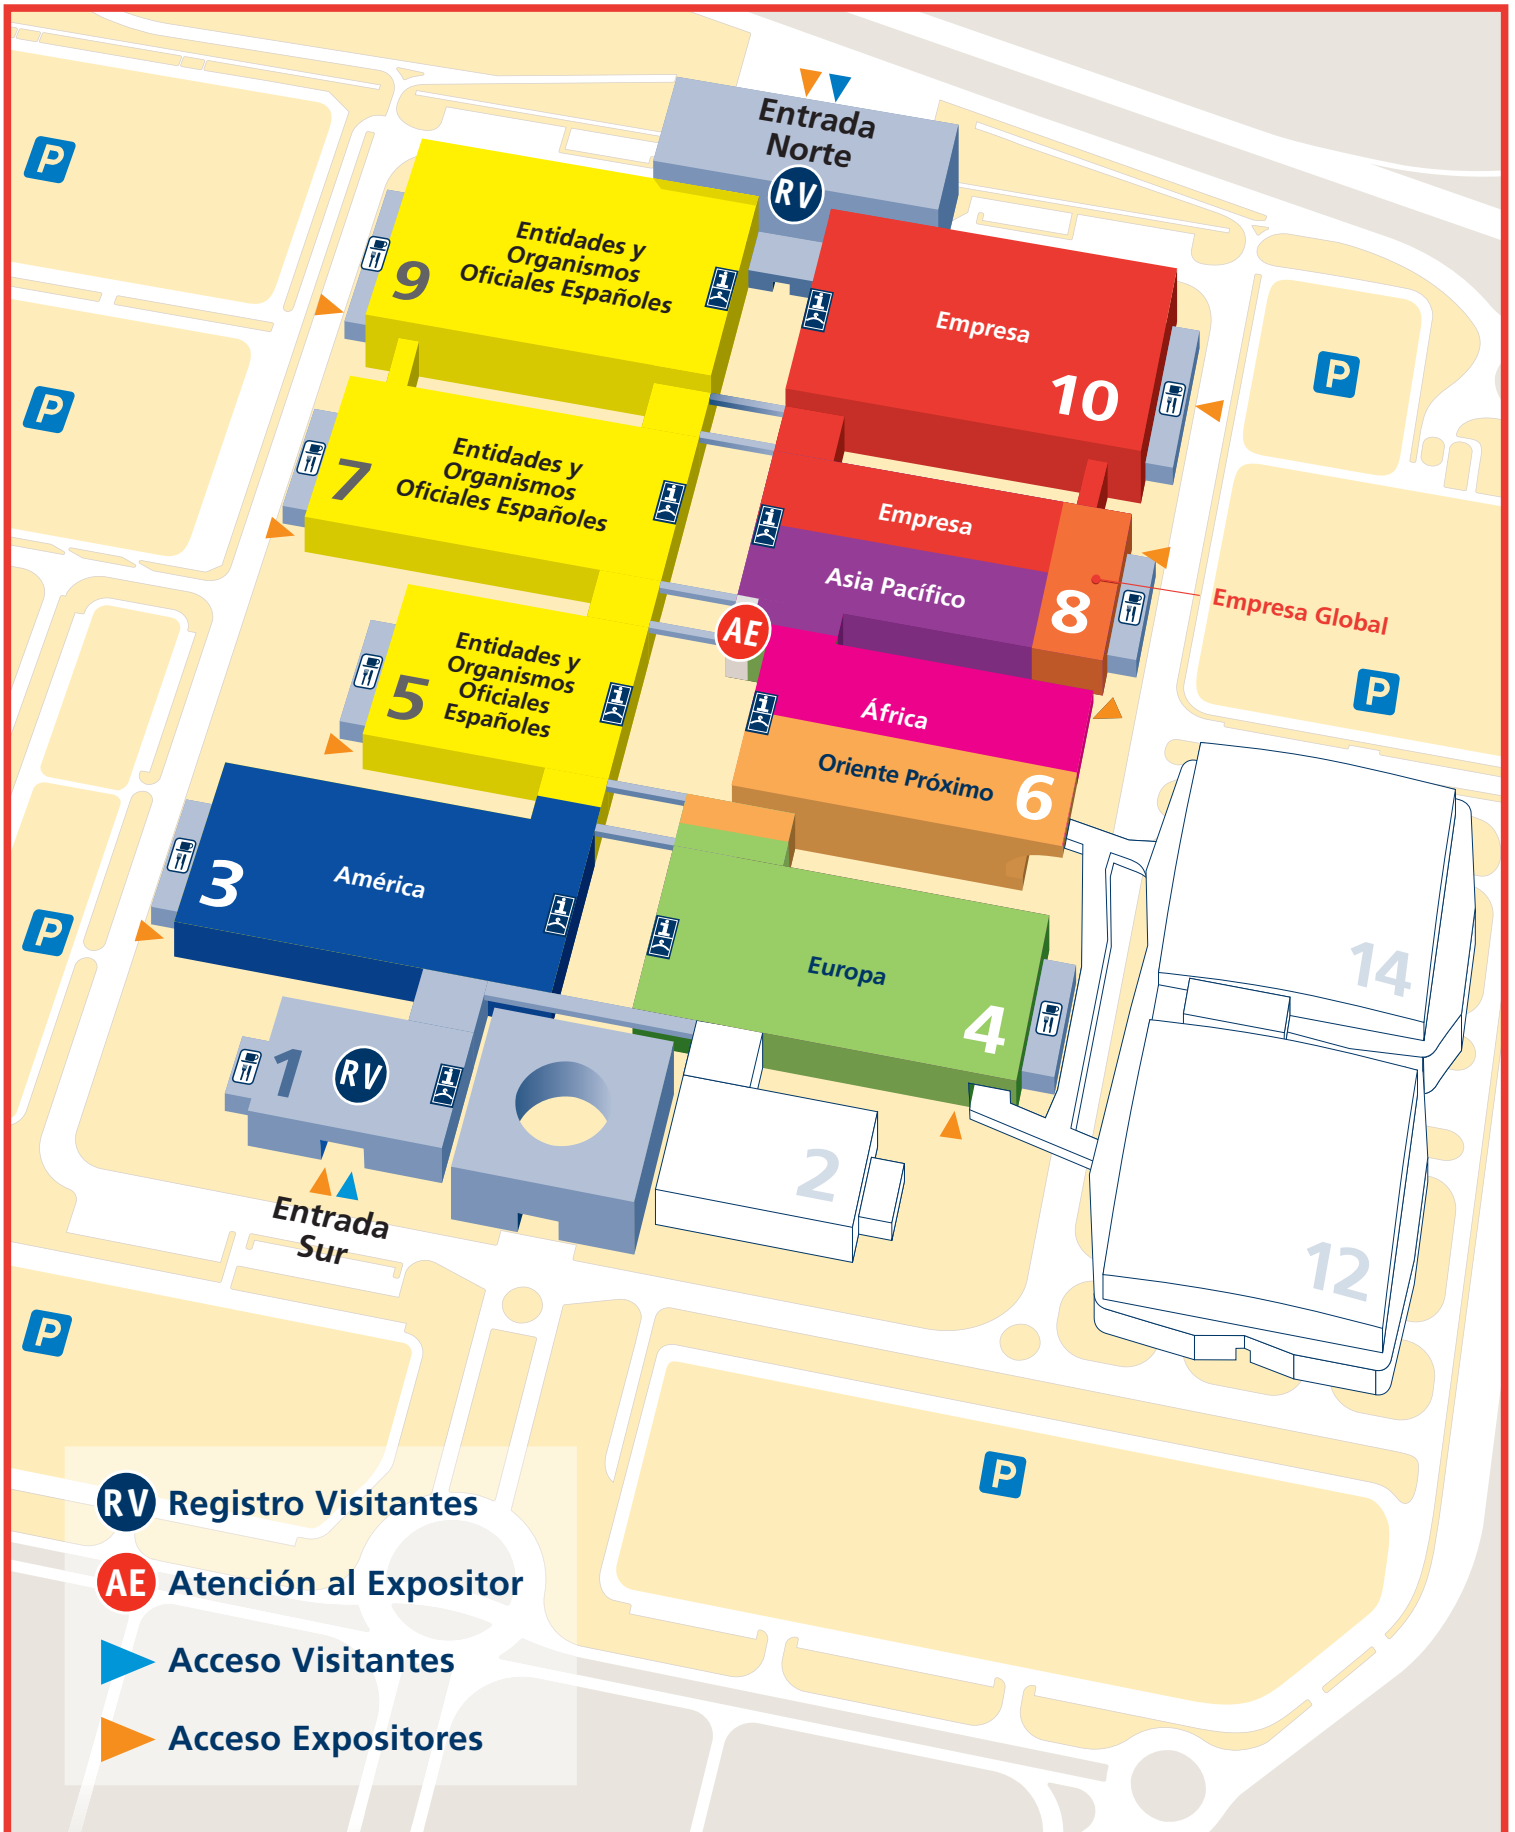 Entrada
Norte
RV
P
Entidades y
Organismos
Oficiales Españoles
9
i
i
Empresa
10
P
P
Entidades y
Organismos
Oficiales Españoles
7
i
i
Empresa
Asia Pacífico
8
Empresa Global
AE
Entidades y
Organismos
Oficiales
Españoles
5
i
i
África
Oriente Próximo
6
P
P
América
3
i
i
Europa
4
14
P
1
RV
i
2
12
Entrada
Sur
P
P
RV Registro Visitantes
AE Atención al Expositor
Acceso Visitantes
Acceso Expositores